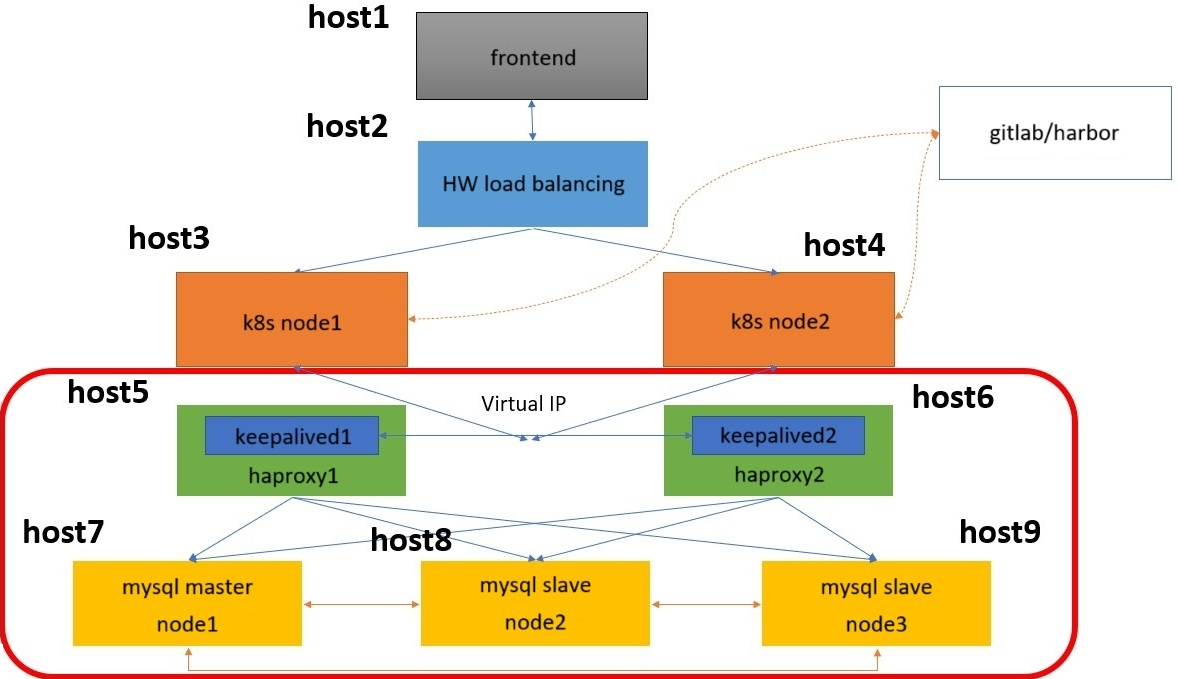 host1
frontend
host2
HW load balancing
gitlab/harbor
host3
host4
k8s node1
k8s node2
host5
Virtual IP
host6
keepalived1
haproxy1
keepalived2
haproxy2
host7
host8
host9
mysql master
node1
mysql slave
node2
mysql slave
node3